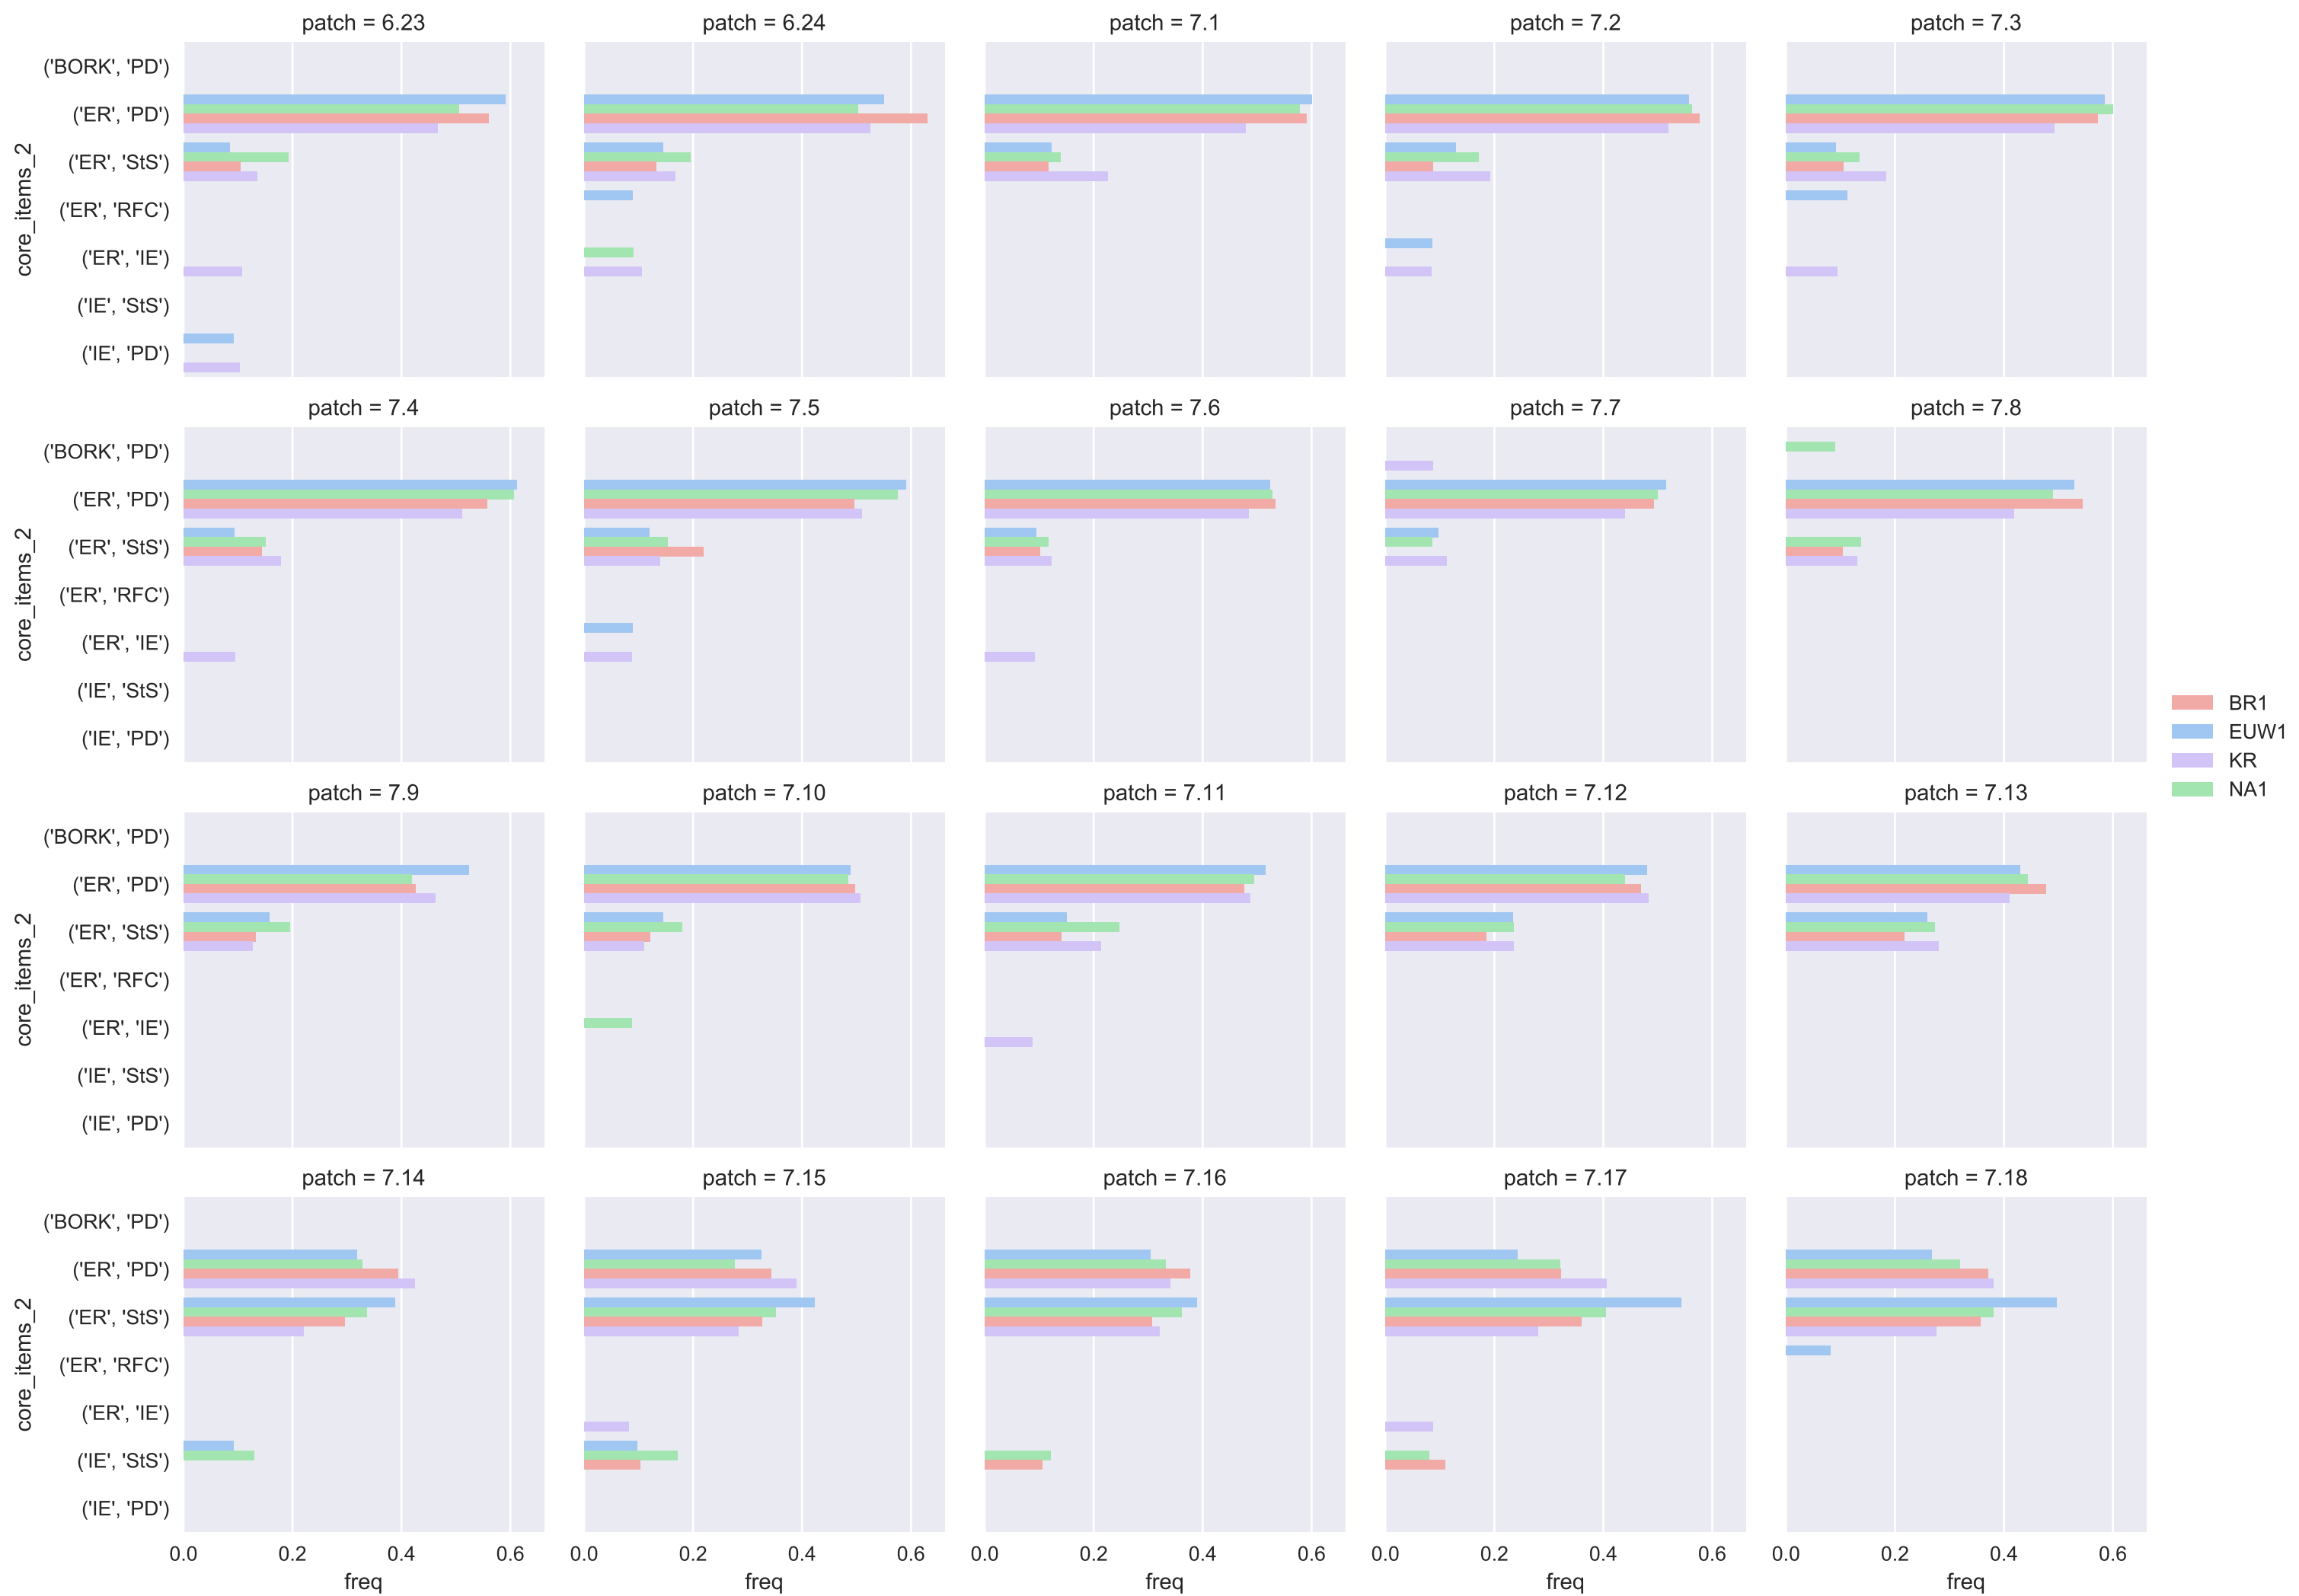 patch = 6.23
patch = 6.24
patch = 7.1
patch = 7.2
patch = 7.3
core_items_2
('BORK', 'PD')
('ER', 'PD')
('ER', 'StS')
('ER', 'RFC')
('ER', 'IE')
('IE', 'StS')
('IE', 'PD')
patch = 7.4
patch = 7.5
patch = 7.6
patch = 7.7
patch = 7.8
core_items_2
('BORK', 'PD')
('ER', 'PD')
('ER', 'StS')
('ER', 'RFC')
('ER', 'IE')
('IE', 'StS')
('IE', 'PD')
BR1
EUW1
KR
NA1
patch = 7.9
patch = 7.10
patch = 7.11
patch = 7.12
patch = 7.13
core_items_2
('BORK', 'PD')
('ER', 'PD')
('ER', 'StS')
('ER', 'RFC')
('ER', 'IE')
('IE', 'StS')
('IE', 'PD')
patch = 7.14
patch = 7.15
patch = 7.16
patch = 7.17
patch = 7.18
core_items_2
('BORK', 'PD')
('ER', 'PD')
('ER', 'StS')
('ER', 'RFC')
('ER', 'IE')
('IE', 'StS')
('IE', 'PD')
0.0 0.2 0.4 0.6
0.0 0.2 0.4 0.6
0.0 0.2 0.4 0.6
0.0 0.2 0.4 0.6
0.0 0.2 0.4 0.6
freq
freq
freq
freq
freq